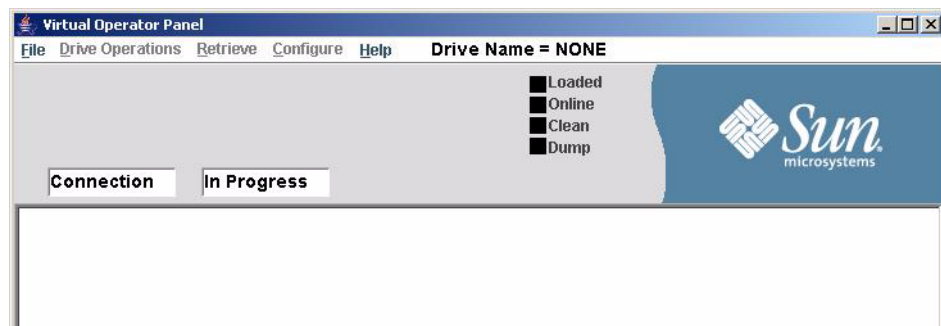 Virtual Operator Panel
File Drive Operations Retrieve Configure Help Drive Name = NONE
Loaded
Online
Clean
Dump
Connection In Progress
Sun
microsystems